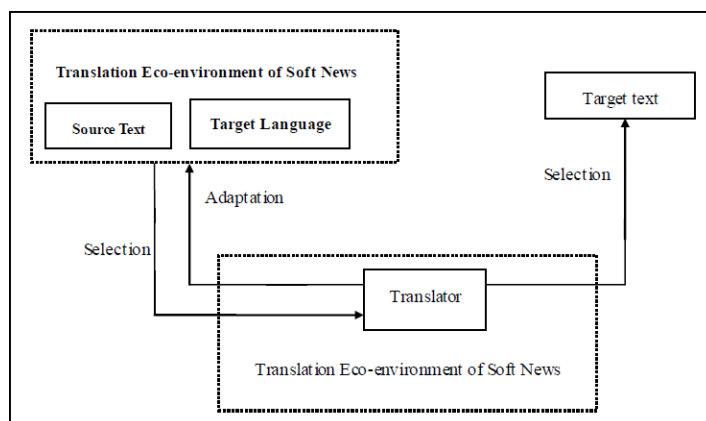 Translation Eco-environment of Soft News
Source Text
Target Language
Target text
Adaptation
Selection
Selection
Translator
Translation Eco-environment of Soft News